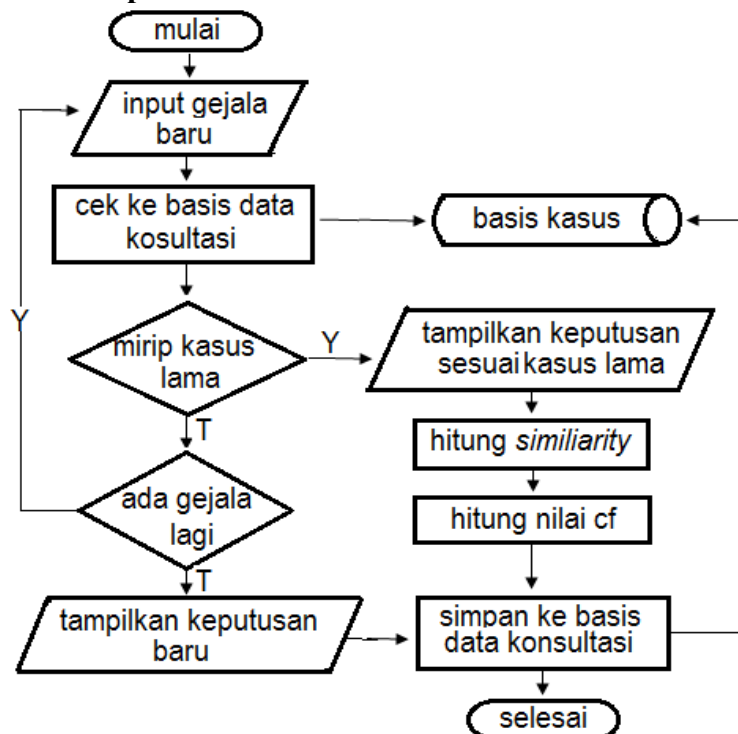 mulai
input gejala
baru
cek ke basis data
kosultasi
basis kasus
Y
mirip kasus
lama
Y
tampilkan keputusan
sesuai kasus lama
T
hitung similiarity
ada gejala
lagi
hitung nilai cf
T
tampilkan keputusan
baru
simpan ke basis
data konsultasi
selesai